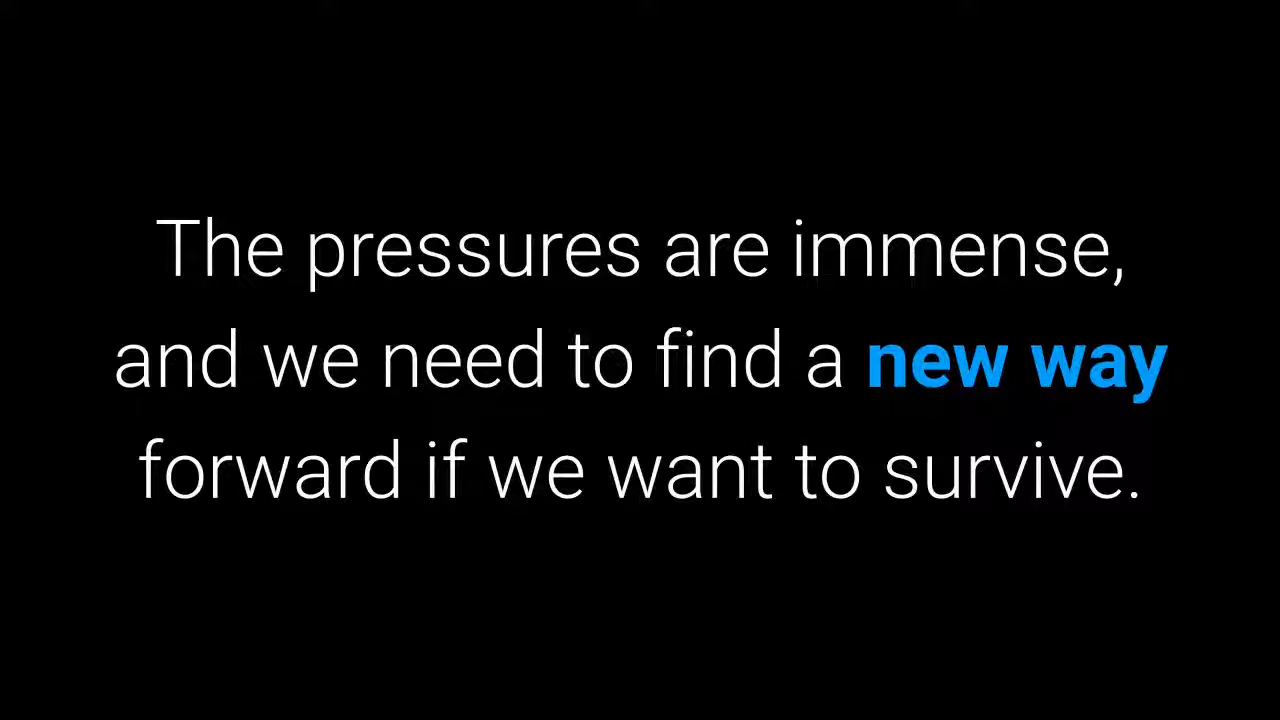 The pressures are immense,
and we need to find a new way
forward if we want to survive.